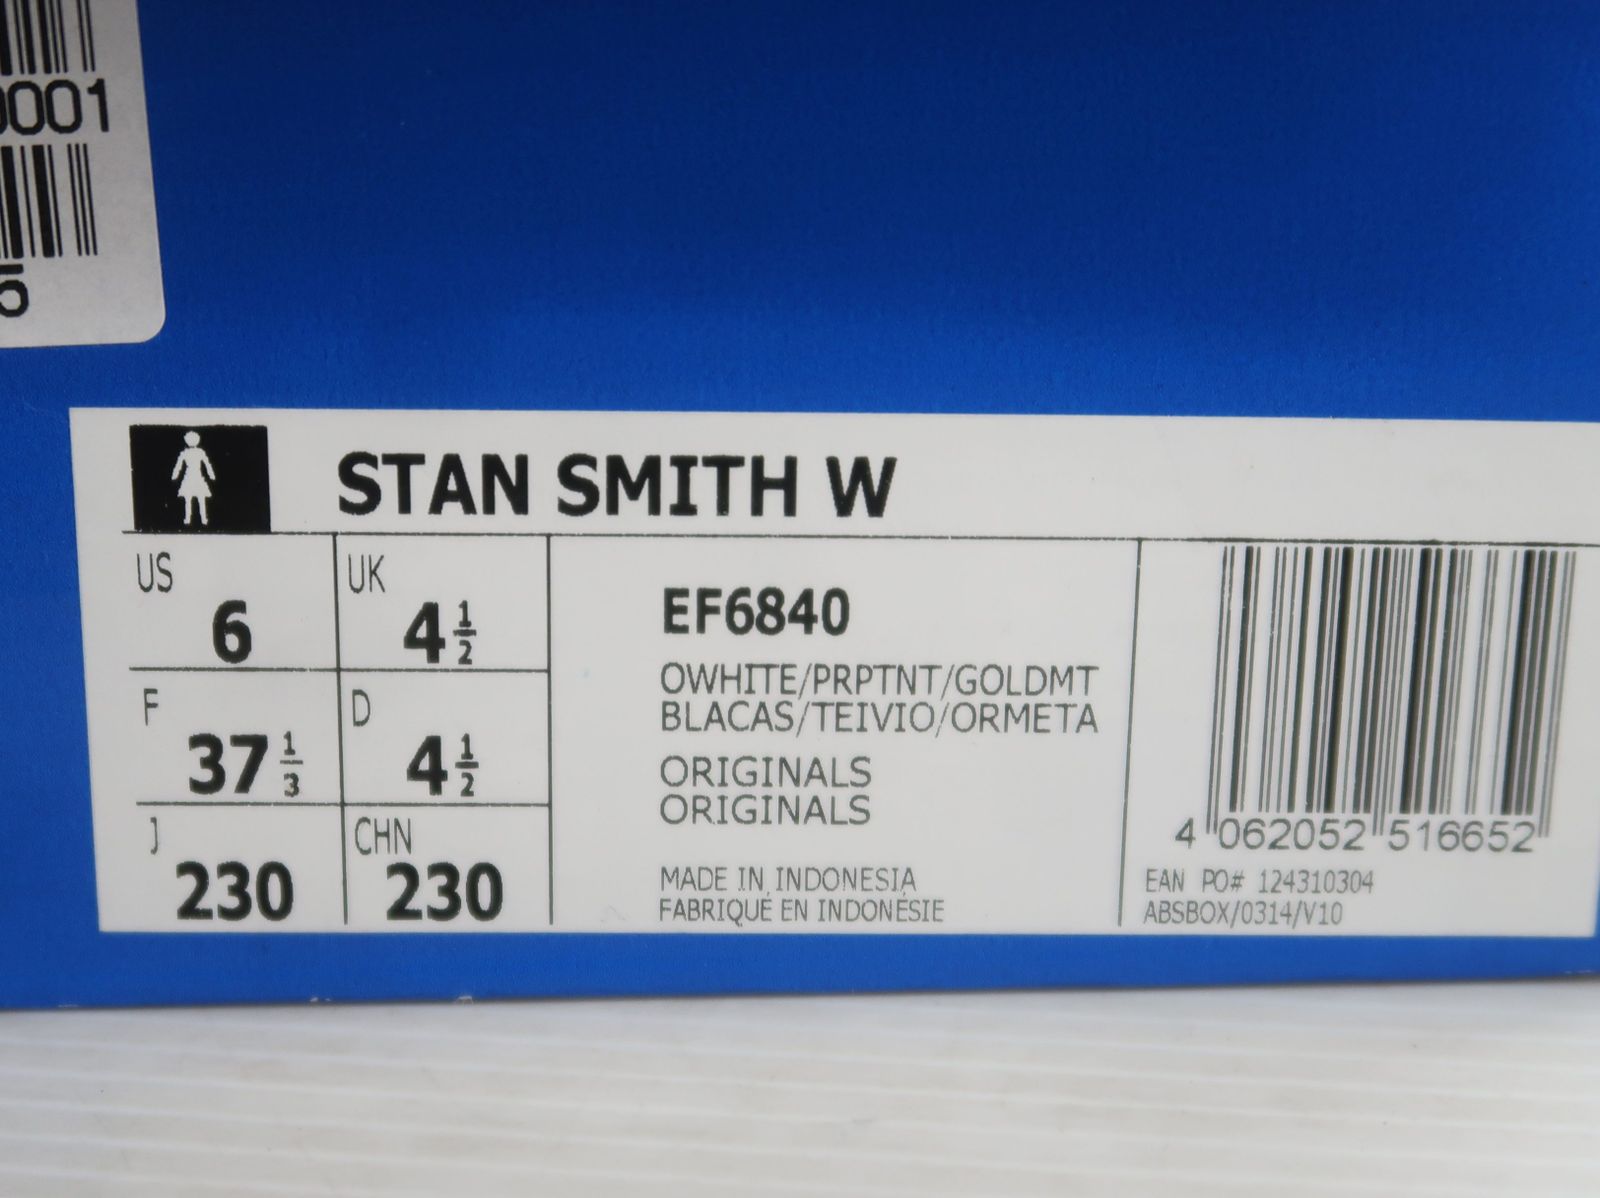 0001
5
STAN SMITH W
US 6
UK 4 1/2
F 37 1/3
D 4 1/2
J 230
CHN 230
EF6840
OWHITE/PRPTNT/GOLDMT
BLACAS/TEIVIO/ORMETA
ORIGINALS
ORIGINALS
MADE IN INDONESIA
FABRIQUÉ EN INDONÉSIE
4 062052 516652
EAN PO# 124310304
ABSBOX/0314/V10